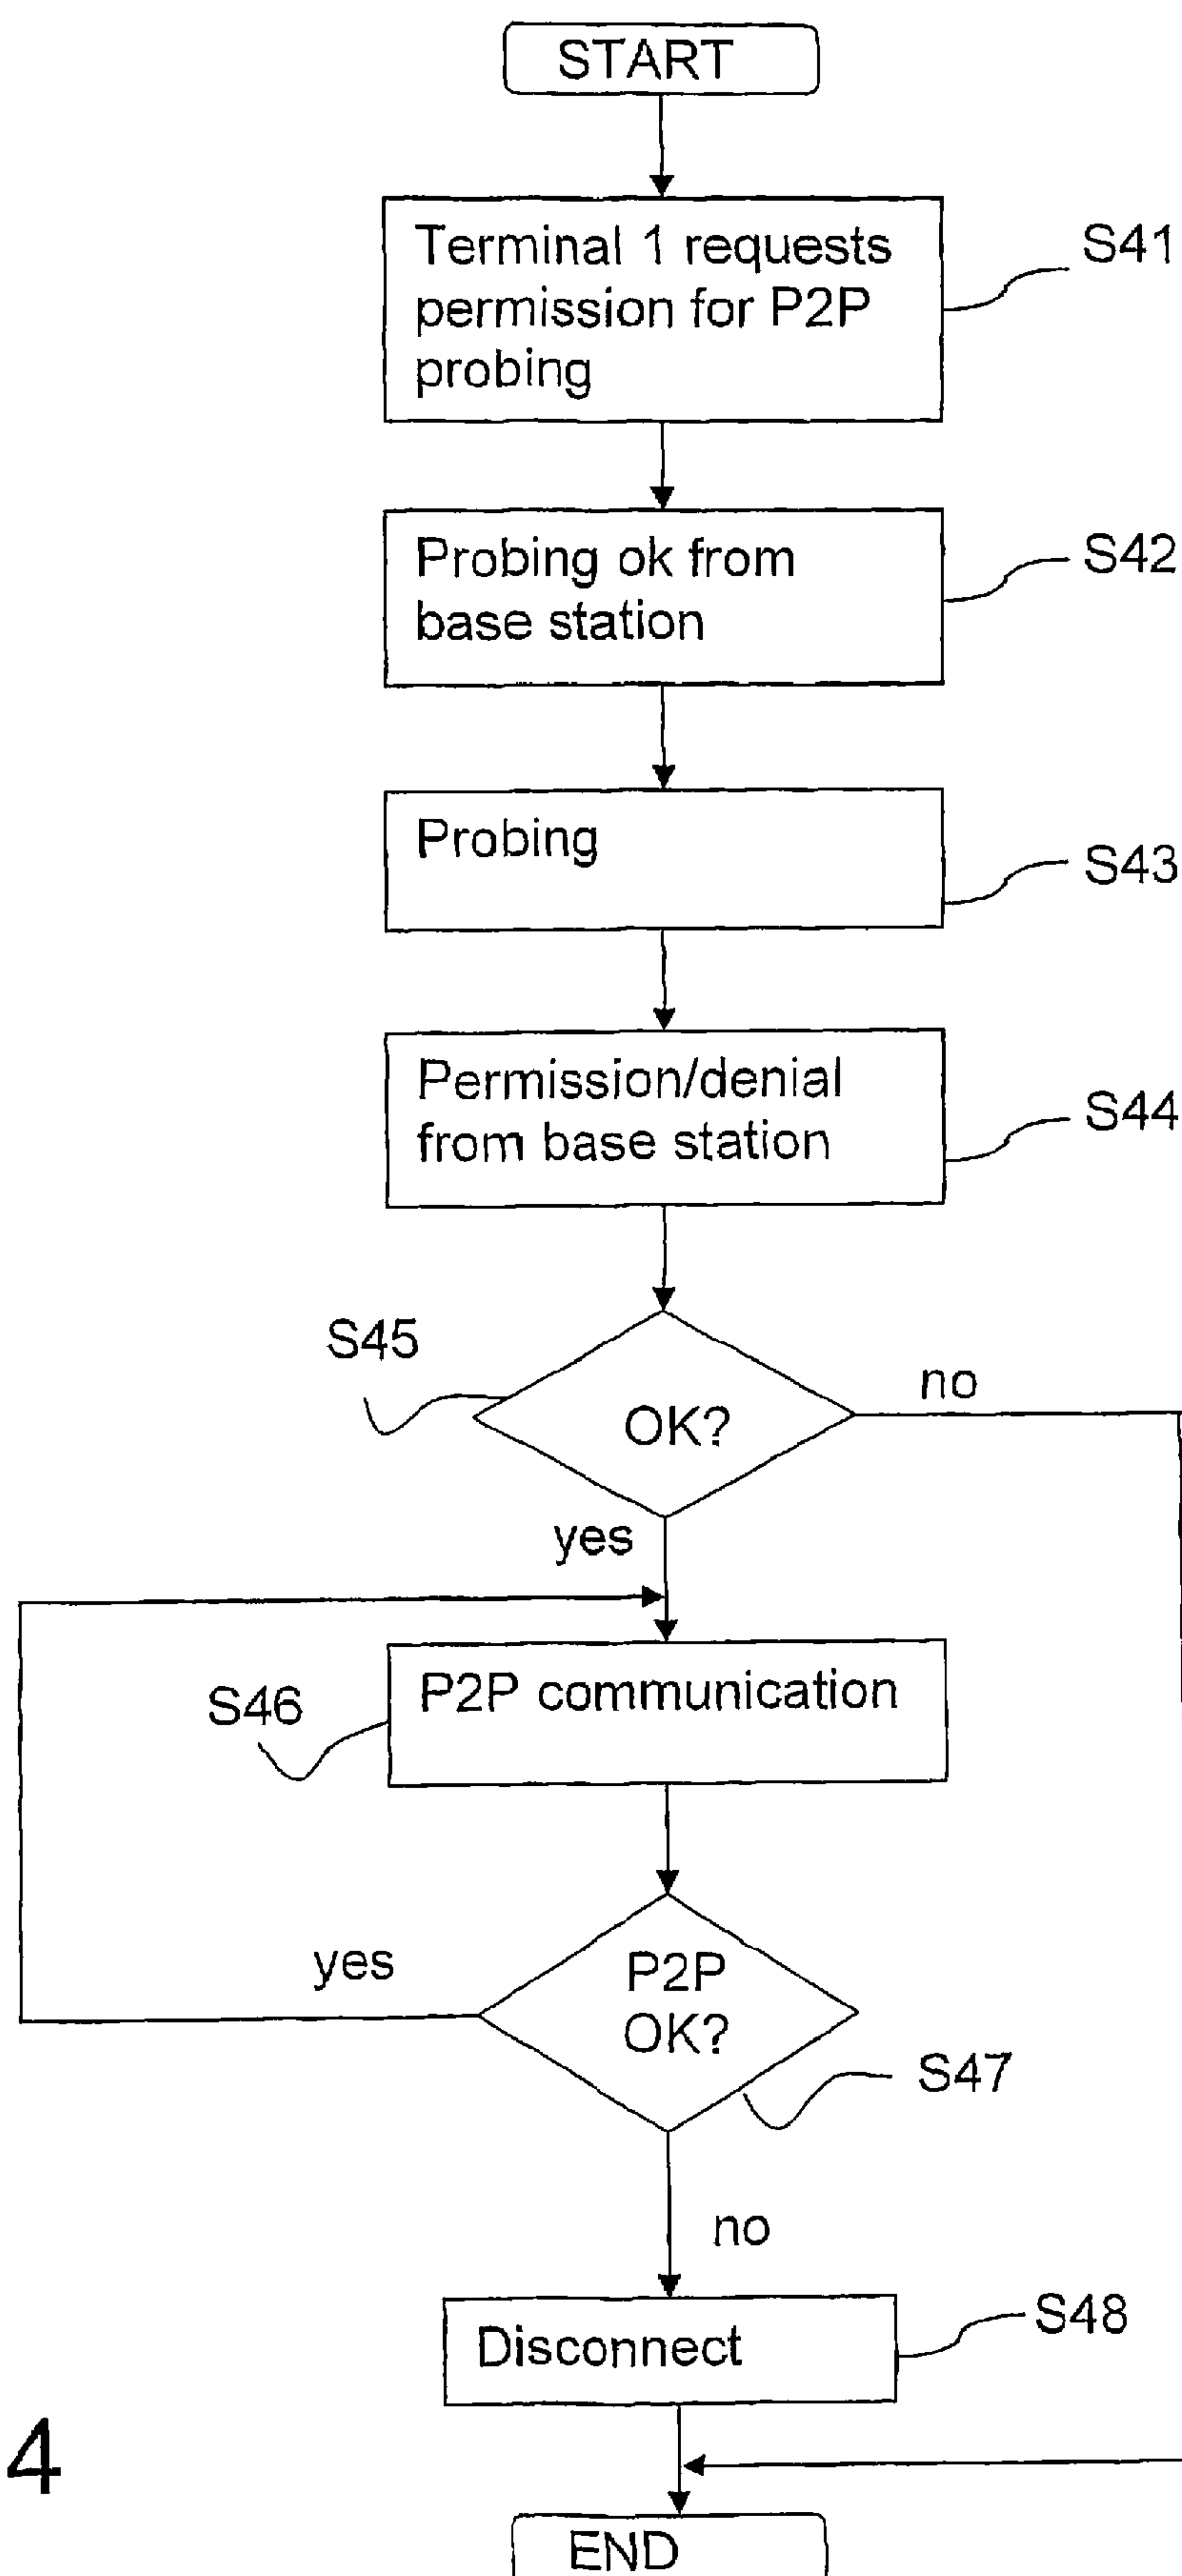 START
Terminal 1 requests
permission for P2P
probing
S41
Probing ok from
base station
S42
Probing
S43
Permission/denial
from base station
S44
S45
OK?
no
yes
P2P communication
S46
yes
P2P
OK?
S47
no
Disconnect
S48
4
END